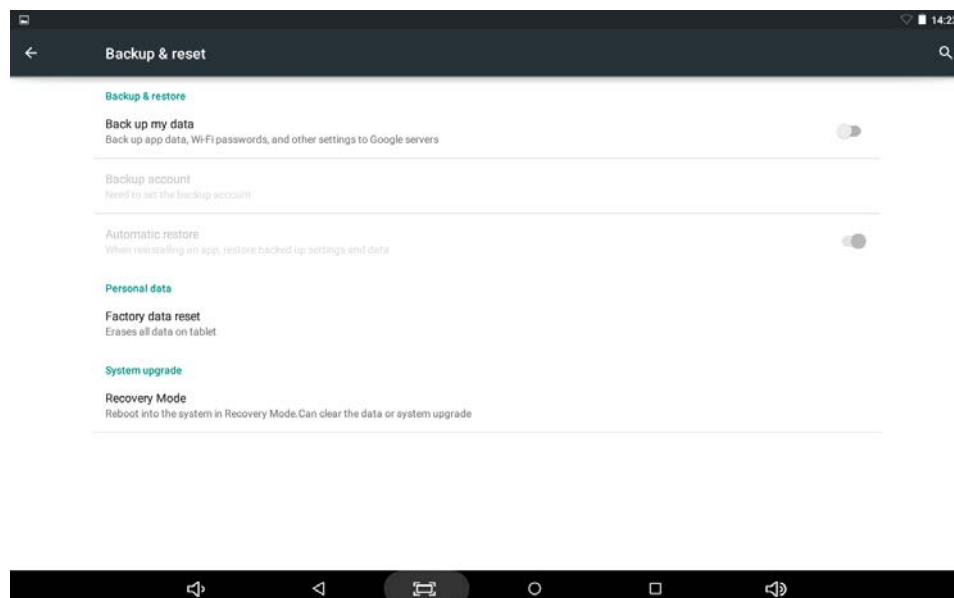 14:23
Backup & reset
Backup & restore
Back up my data
Back up app data, Wi-Fi passwords, and other settings to Google servers
Backup account
Need to set the backup account
Automatic restore
When reinstalling an app, restore backed up settings and data
Personal data
Factory data reset
Erases all data on tablet
System upgrade
Recovery Mode
Reboot into the system in Recovery Mode.Can clear the data or system upgrade